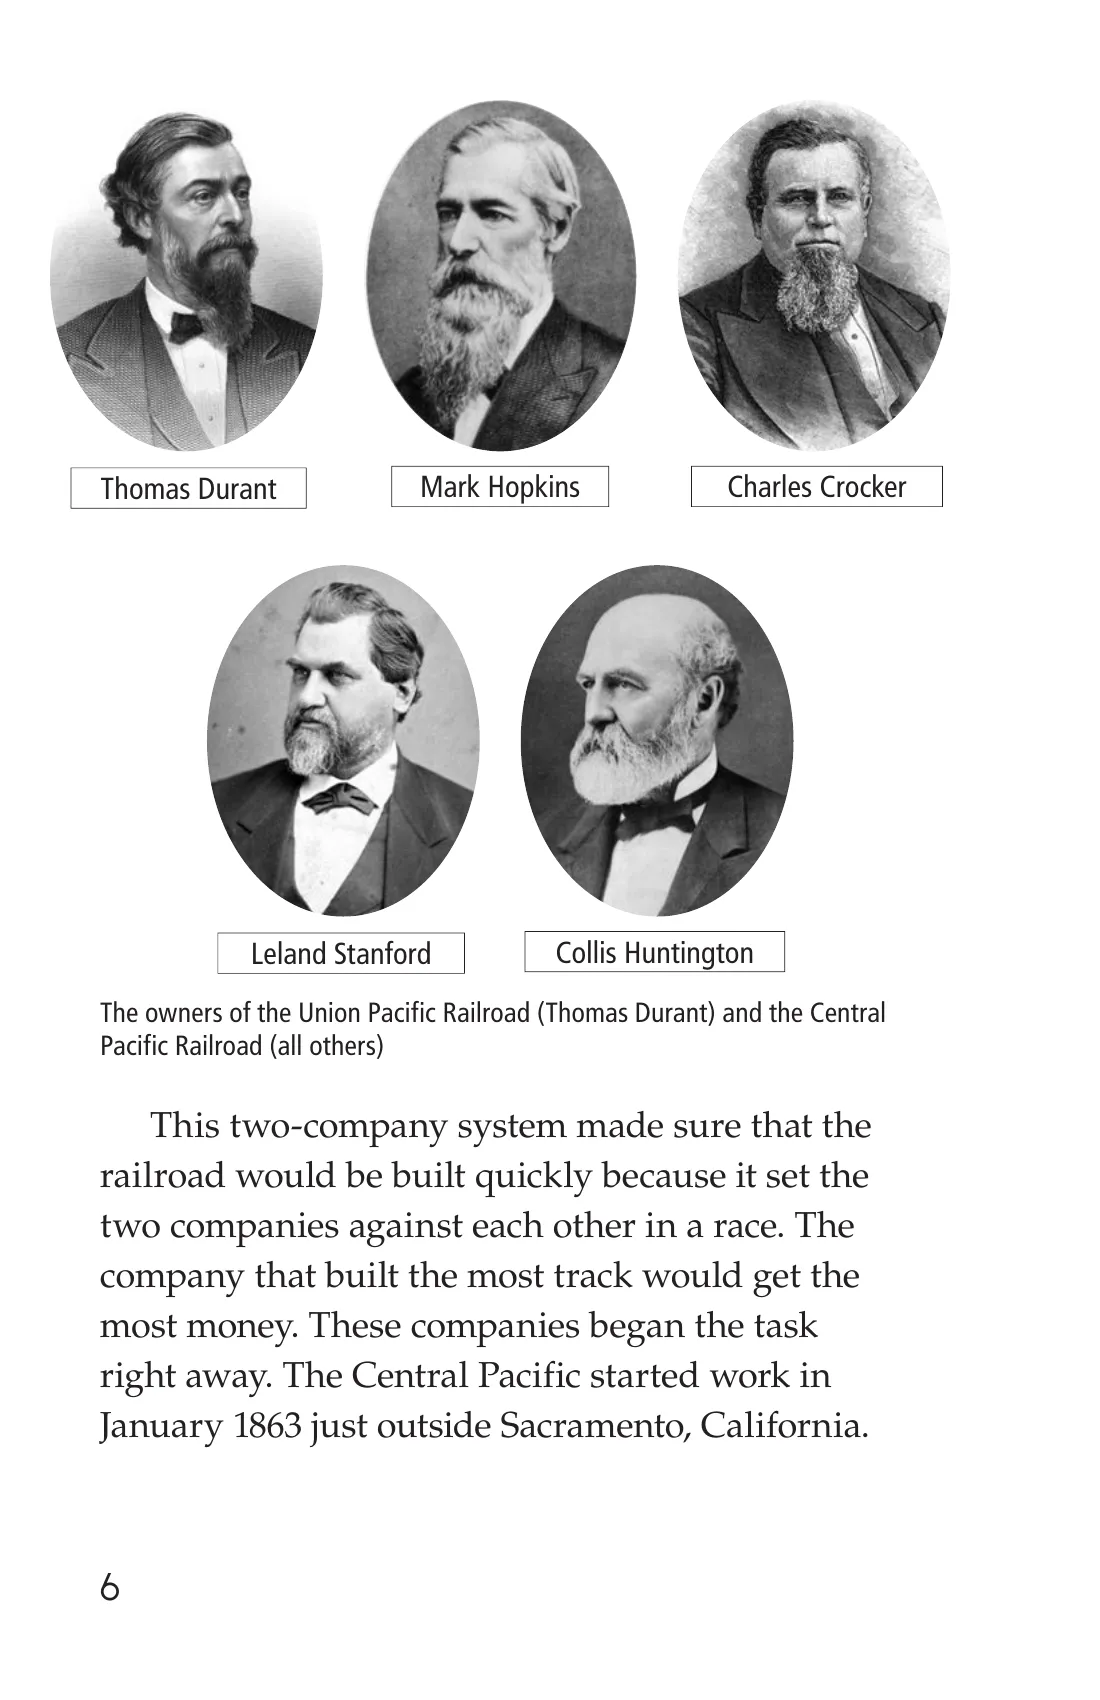 Thomas Durant
Mark Hopkins
Charles Crocker
Leland Stanford
Collis Huntington
The owners of the Union Pacific Railroad (Thomas Durant) and the Central
Pacific Railroad (all others)
This two-company system made sure that the
railroad would be built quickly because it set the
two companies against each other in a race. The
company that built the most track would get the
most money. These companies began the task
right away. The Central Pacific started work in
January 1863 just outside Sacramento, California.
6